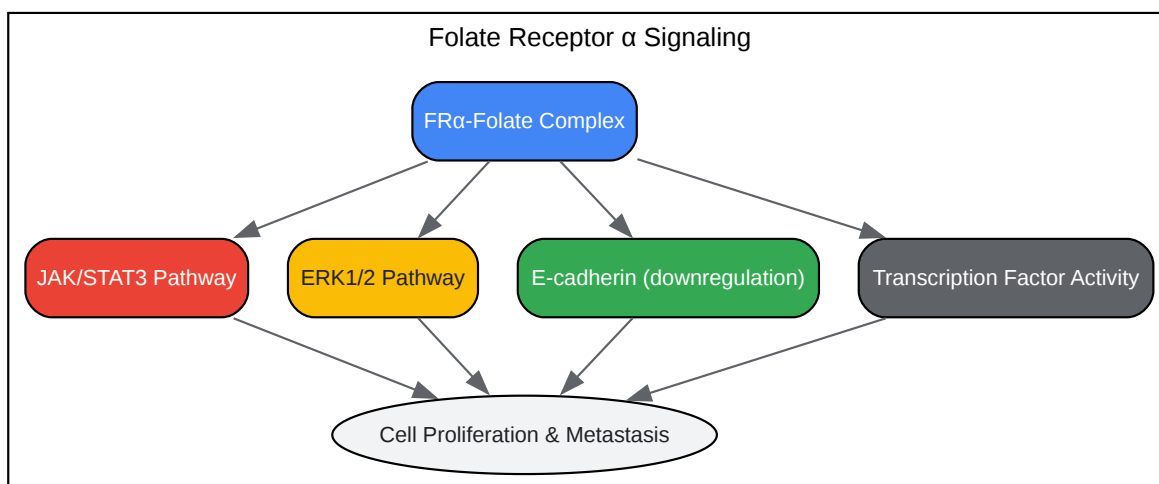 Folate Receptor α Signaling
FRα-Folate Complex
JAK/STAT3 Pathway
ERK1/2 Pathway
E-cadherin (downregulation)
Transcription Factor Activity
Cell Proliferation & Metastasis